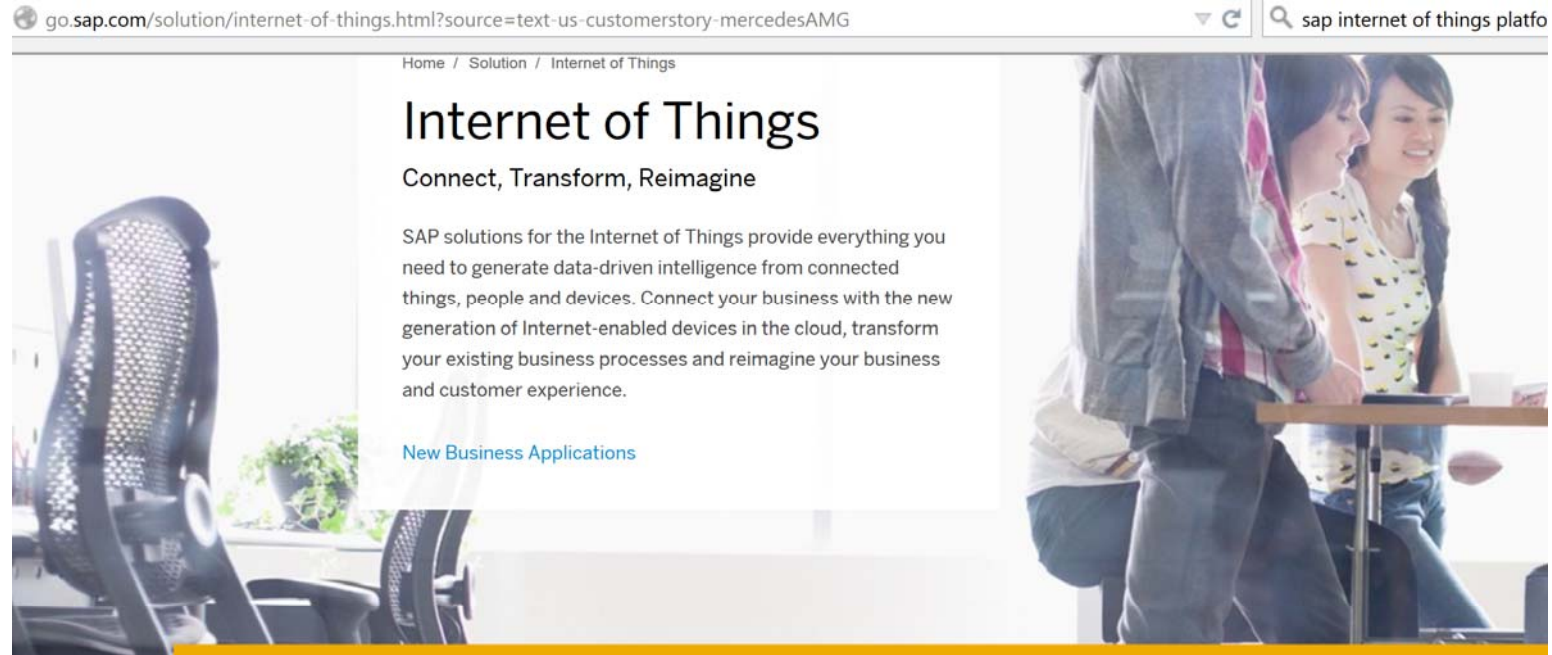 go.sap.com/solution/internet-of-things.html?source=text-us-customerstory-mercedesAMG
sap internet of things platfo
Home / Solution / Internet of Things
Internet of Things
Connect, Transform, Reimagine
SAP solutions for the Internet of Things provide everything you
need to generate data-driven intelligence from connected
things, people and devices. Connect your business with the new
generation of Internet-enabled devices in the cloud, transform
your existing business processes and reimagine your business
and customer experience.
New Business Applications